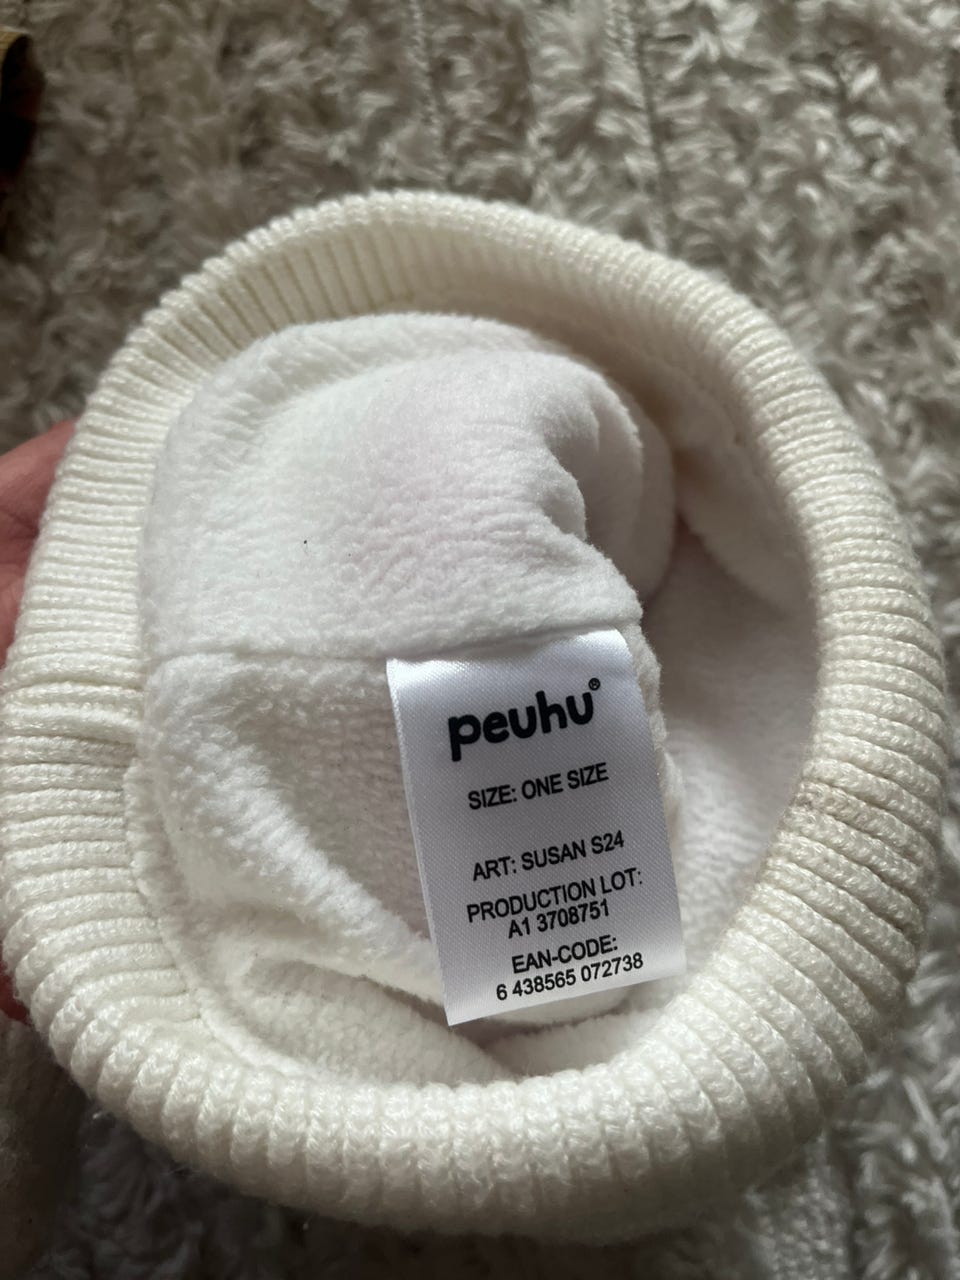 peuhu®
SIZE: ONE SIZE
ART: SUSAN S24
PRODUCTION LOT:
A1 3708751
EAN-CODE:
6 438565 072738